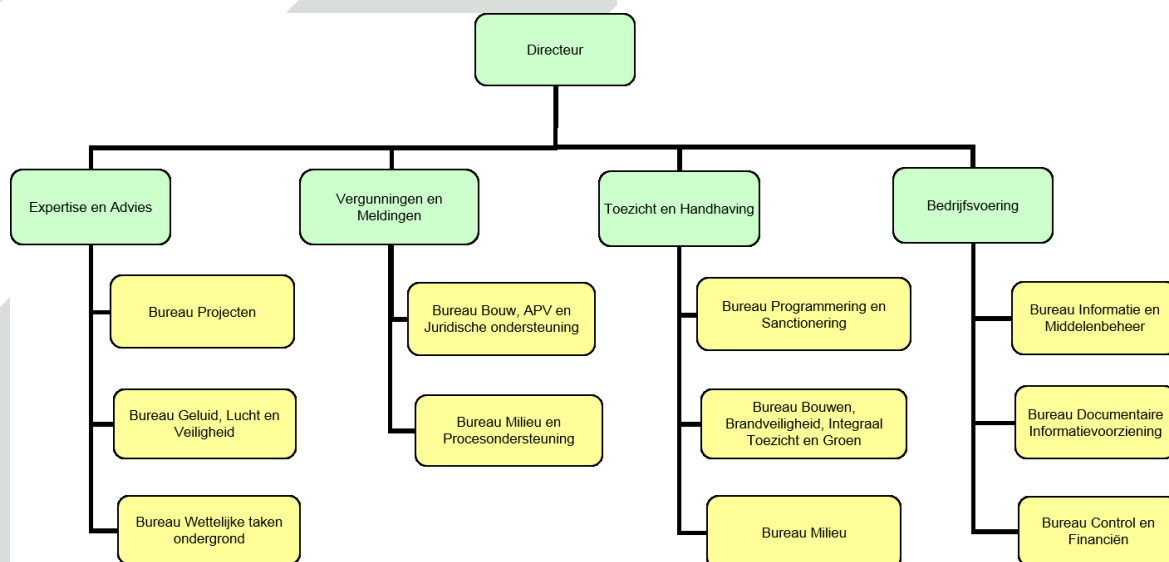 Directeur
Expertise en Advies
Vergunningen en
Meldingen
Toezicht en Handhaving
Bedrijfsvoering
Bureau Projecten
Bureau Geluid, Lucht en
Veiligheid
Bureau Wettelijke taken
ondergrond
Bureau Bouw, APV en
Juridische ondersteuning
Bureau Milieu en
Procesondersteuning
Bureau Programmering en
Sanctionering
Bureau Bouwen,
Brandveiligheid, Integraal
Toezicht en Groen
Bureau Milieu
Bureau Informatie en
Middelenbeheer
Bureau Documentaire
Informatievoorziening
Bureau Control en
Financiën